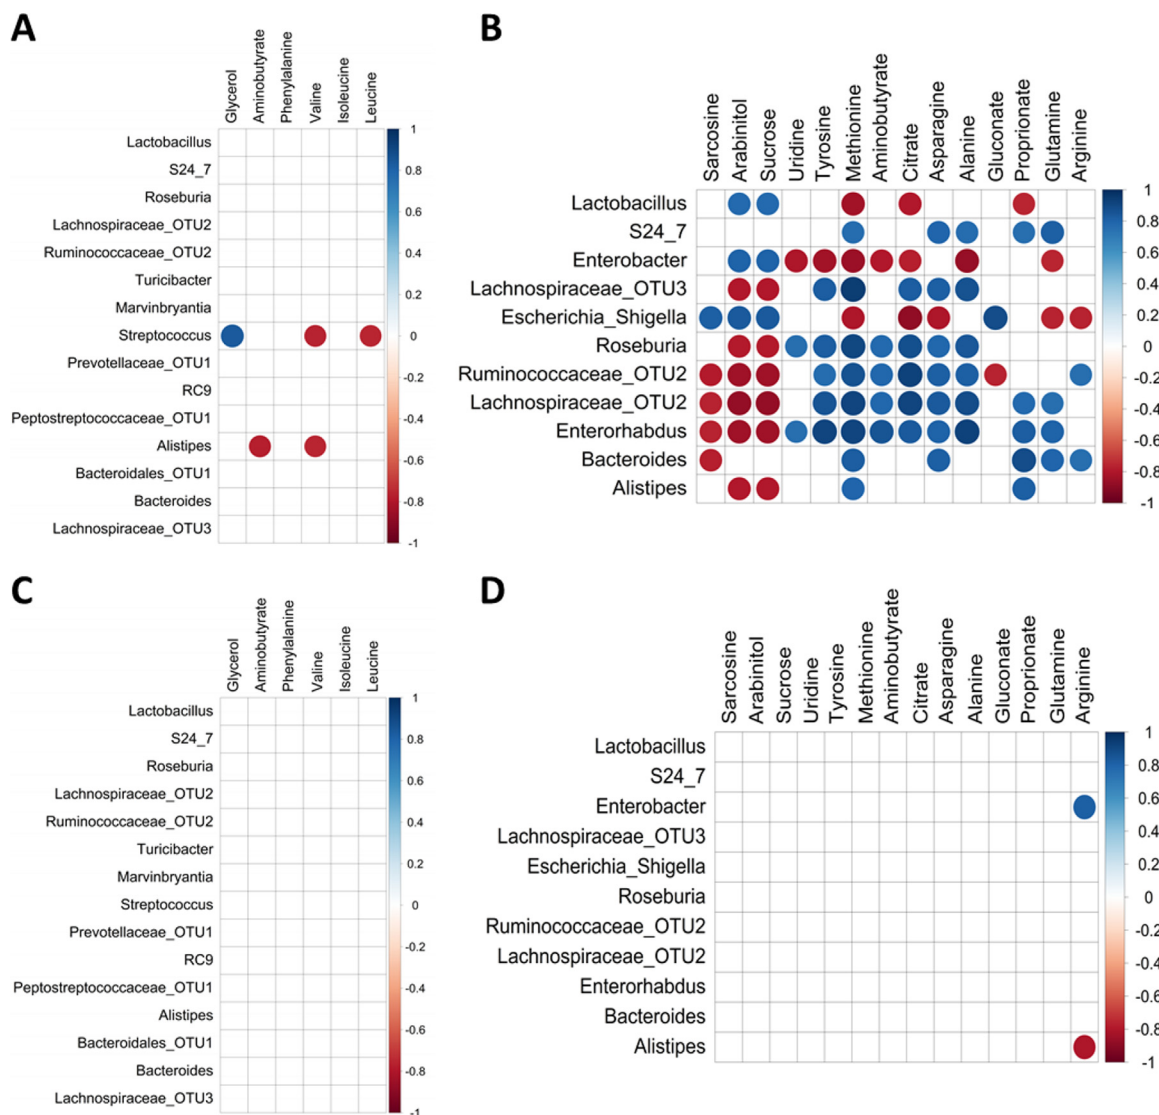 A
Glycerol
Aminobutyrate
Phenylalanine
Valine
Isoleucine
Leucine
Lactobacillus
S24_7
Roseburia
Lachnospiraceae_OTU2
Ruminococcaceae_OTU2
Turicibacter
Marvinbryantia
Streptococcus
Prevotellaceae_OTU1
RC9
Peptostreptococcaceae_OTU1
Alistipes
Bacteroidales_OTU1
Bacteroides
Lachnospiraceae_OTU3
1
0.8
0.6
0.4
0.2
0
-0.2
-0.4
-0.6
-0.8
-1
B
Sarcosine
Arabinitol
Sucrose
Uridine
Tyrosine
Methionine
Aminobutyrate
Citrate
Asparagine
Alanine
Gluconate
Proprionate
Glutamine
Arginine
Lactobacillus
S24_7
Enterobacter
Lachnospiraceae_OTU3
Escherichia_Shigella
Roseburia
Ruminococcaceae_OTU2
Lachnospiraceae_OTU2
Enterorhabdus
Bacteroides
Alistipes
1
0.8
0.6
0.4
0.2
0
-0.2
-0.4
-0.6
-0.8
-1
C
Glycerol
Aminobutyrate
Phenylalanine
Valine
Isoleucine
Leucine
Lactobacillus
S24_7
Roseburia
Lachnospiraceae_OTU2
Ruminococcaceae_OTU2
Turicibacter
Marvinbryantia
Streptococcus
Prevotellaceae_OTU1
RC9
Peptostreptococcaceae_OTU1
Alistipes
Bacteroidales_OTU1
Bacteroides
Lachnospiraceae_OTU3
1
0.8
0.6
0.4
0.2
0
-0.2
-0.4
-0.6
-0.8
-1
D
Sarcosine
Arabinitol
Sucrose
Uridine
Tyrosine
Methionine
Aminobutyrate
Citrate
Asparagine
Alanine
Gluconate
Proprionate
Glutamine
Arginine
Lactobacillus
S24_7
Enterobacter
Lachnospiraceae_OTU3
Escherichia_Shigella
Roseburia
Ruminococcaceae_OTU2
Lachnospiraceae_OTU2
Enterorhabdus
Bacteroides
Alistipes
1
0.8
0.6
0.4
0.2
0
-0.2
-0.4
-0.6
-0.8
-1